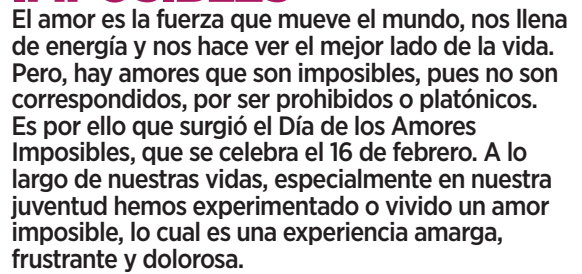 El amor es la fuerza que mueve el mundo, nos llena
de energía y nos hace ver el mejor lado de la vida.
Pero, hay amores que son imposibles, pues no son
correspondidos, por ser prohibidos o platónicos.
Es por ello que surgió el Día de los Amores
Imposibles, que se celebra el 16 de febrero. A lo
largo de nuestras vidas, especialmente en nuestra
juventud hemos experimentado o vivido un amor
imposible, lo cual es una experiencia amarga,
frustrante y dolorosa.